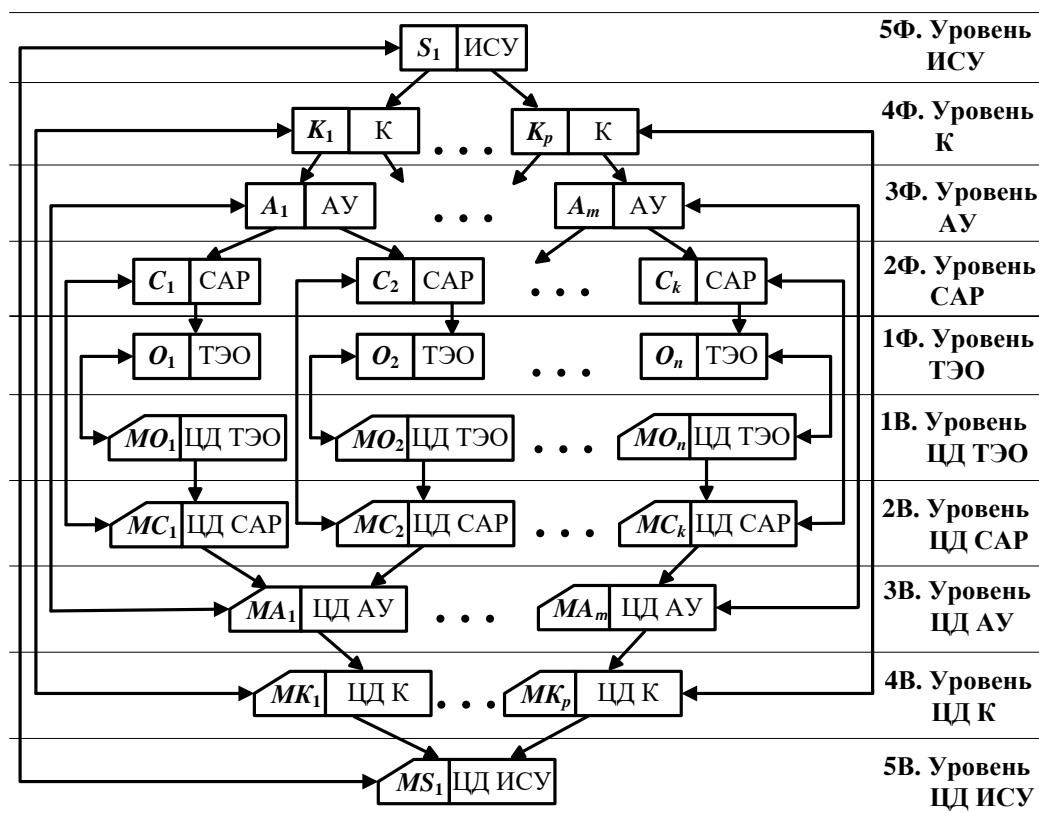 S1 ИСУ
5Ф. Уровень
ИСУ
K1 К . . . Kp К
4Ф. Уровень
К
A1 АУ . . . Am АУ
3Ф. Уровень
АУ
C1 САР C2 САР . . . Ck САР
2Ф. Уровень
САР
O1 ТЭО O2 ТЭО . . . On ТЭО
1Ф. Уровень
ТЭО
MO1 ЦД ТЭО MO2 ЦД ТЭО . . . MOn ЦД ТЭО
1В. Уровень
ЦД ТЭО
MC1 ЦД САР MC2 ЦД САР . . . MCk ЦД САР
2В. Уровень
ЦД САР
MA1 ЦД АУ . . . MAm ЦД АУ
3В. Уровень
ЦД АУ
MK1 ЦД К . . . MKp ЦД К
4В. Уровень
ЦД К
MS1 ЦД ИСУ
5В. Уровень
ЦД ИСУ